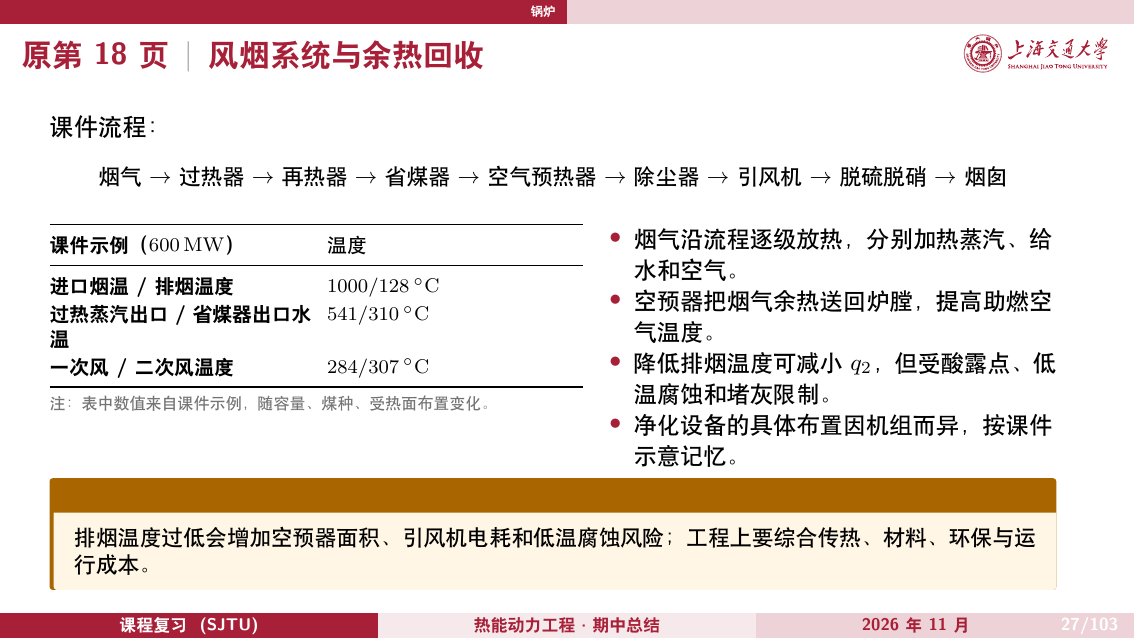 锅炉
原第 18 页 | 风烟系统与余热回收
上海交通大学
SHANGHAI JIAO TONG UNIVERSITY
课件流程：
烟气 → 过热器 → 再热器 → 省煤器 → 空气预热器 → 除尘器 → 引风机 → 脱硫脱硝 → 烟囱
课件示例（600 MW） 温度
进口烟温 / 排烟温度 1000/128 °C
过热蒸汽出口 / 省煤器出口水 541/310 °C
温
一次风 / 二次风温度 284/307 °C
注：表中数值来自课件示例，随容量、煤种、受热面布置变化。
• 烟气沿流程逐级放热，分别加热蒸汽、给
水和空气。
• 空预器把烟气余热送回炉膛，提高助燃空
气温度。
• 降低排烟温度可减小 q₂，但受酸露点、低
温腐蚀和堵灰限制。
• 净化设备的具体布置因机组而异，按课件
示意记忆。
排烟温度过低会增加空预器面积、引风机电耗和低温腐蚀风险；工程上要综合传热、材料、环保与运
行成本。
课程复习 (SJTU) 热能动力工程 · 期中总结 2026 年 11 月 27/103